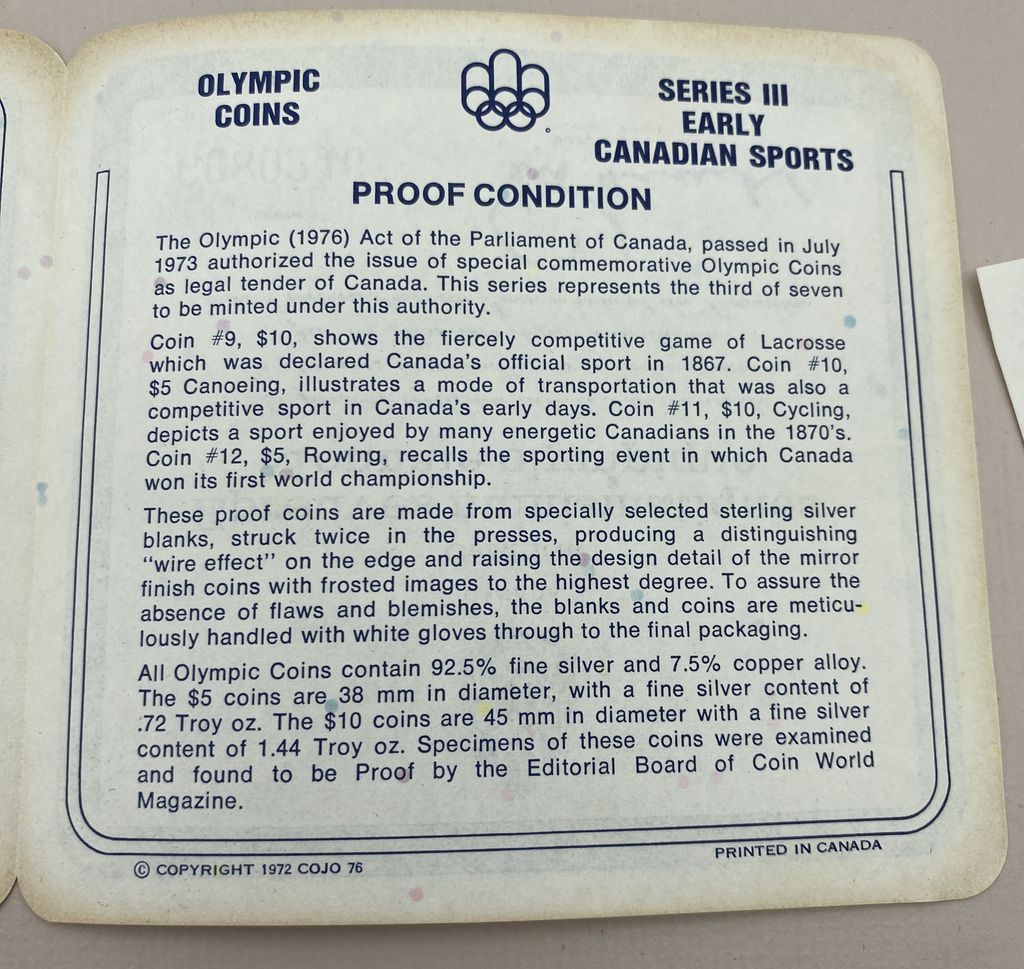 OLYMPIC
COINS
SERIES III
EARLY
CANADIAN SPORTS
PROOF CONDITION
The Olympic (1976) Act of the Parliament of Canada, passed in July
1973 authorized the issue of special commemorative Olympic Coins
as legal tender of Canada. This series represents the third of seven
to be minted under this authority.
Coin #9, $10, shows the fiercely competitive game of Lacrosse
which was declared Canada's official sport in 1867. Coin #10,
$5 Canoeing, illustrates a mode of transportation that was also a
competitive sport in Canada's early days. Coin #11, $10, Cycling,
depicts a sport enjoyed by many energetic Canadians in the 1870's.
Coin #12, $5, Rowing, recalls the sporting event in which Canada
won its first world championship.
These proof coins are made from specially selected sterling silver
blanks, struck twice in the presses, producing a distinguishing
“wire effect” on the edge and raising the design detail of the mirror
finish coins with frosted images to the highest degree. To assure the
absence of flaws and blemishes, the blanks and coins are meticu-
lously handled with white gloves through to the final packaging.
All Olympic Coins contain 92.5% fine silver and 7.5% copper alloy.
The $5 coins are 38 mm in diameter, with a fine silver content of
.72 Troy oz. The $10 coins are 45 mm in diameter with a fine silver
content of 1.44 Troy oz. Specimens of these coins were examined
and found to be Proof by the Editorial Board of Coin World
Magazine.
© COPYRIGHT 1972 COJO 76
PRINTED IN CANADA